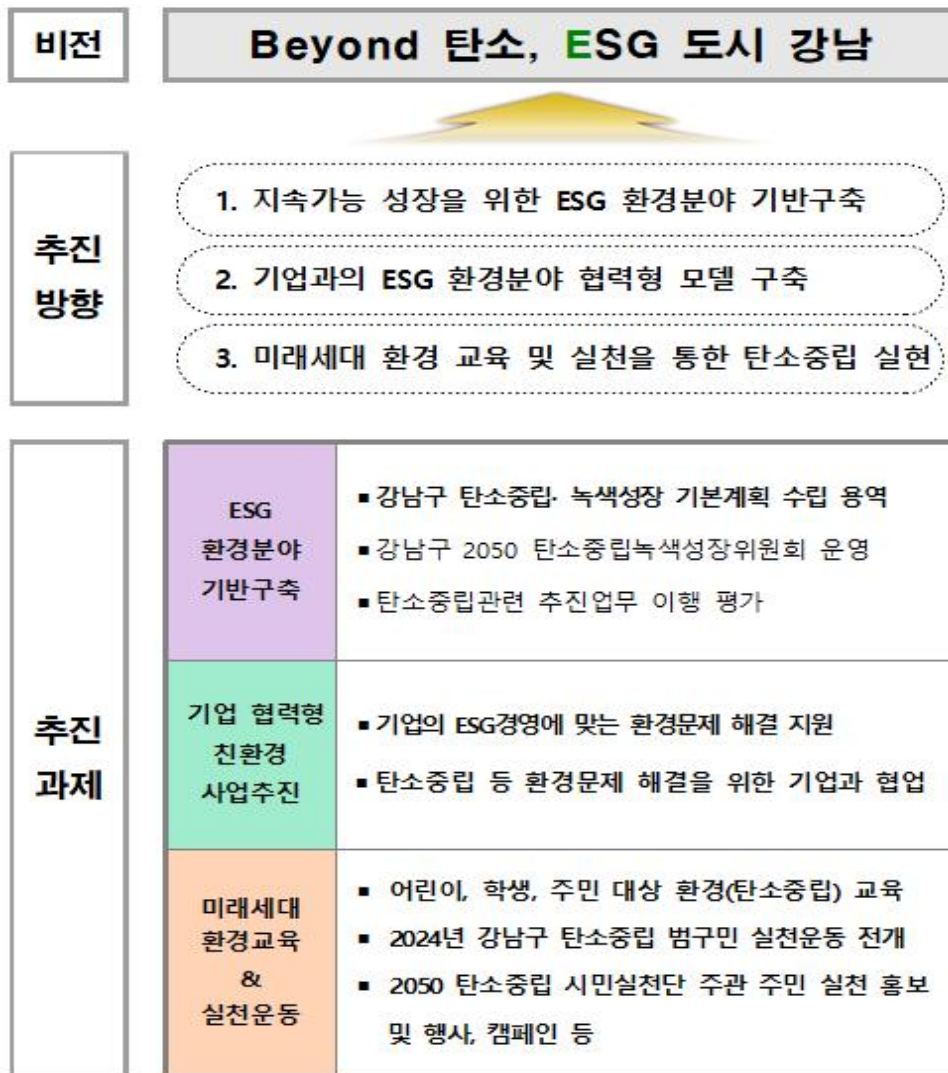 비전
Beyond 탄소, ESG 도시 강남
추진
방향
1. 지속가능 성장을 위한 ESG 환경분야 기반구축
2. 기업과의 ESG 환경분야 협력형 모델 구축
3. 미래세대 환경 교육 및 실천을 통한 탄소중립 실현
추진
과제
ESG
환경분야
기반구축
▪강남구 탄소중립· 녹색성장 기본계획 수립 용역
▪강남구 2050 탄소중립녹색성장위원회 운영
▪탄소중립관련 추진업무 이행 평가
기업 협력형
친환경
사업추진
▪기업의 ESG경영에 맞는 환경문제 해결 지원
▪탄소중립 등 환경문제 해결을 위한 기업과 협업
미래세대
환경교육
&
실천운동
▪ 어린이, 학생, 주민 대상 환경(탄소중립) 교육
▪ 2024년 강남구 탄소중립 범구민 실천운동 전개
▪ 2050 탄소중립 시민실천단 주관 주민 실천 홍보
및 행사, 캠페인 등